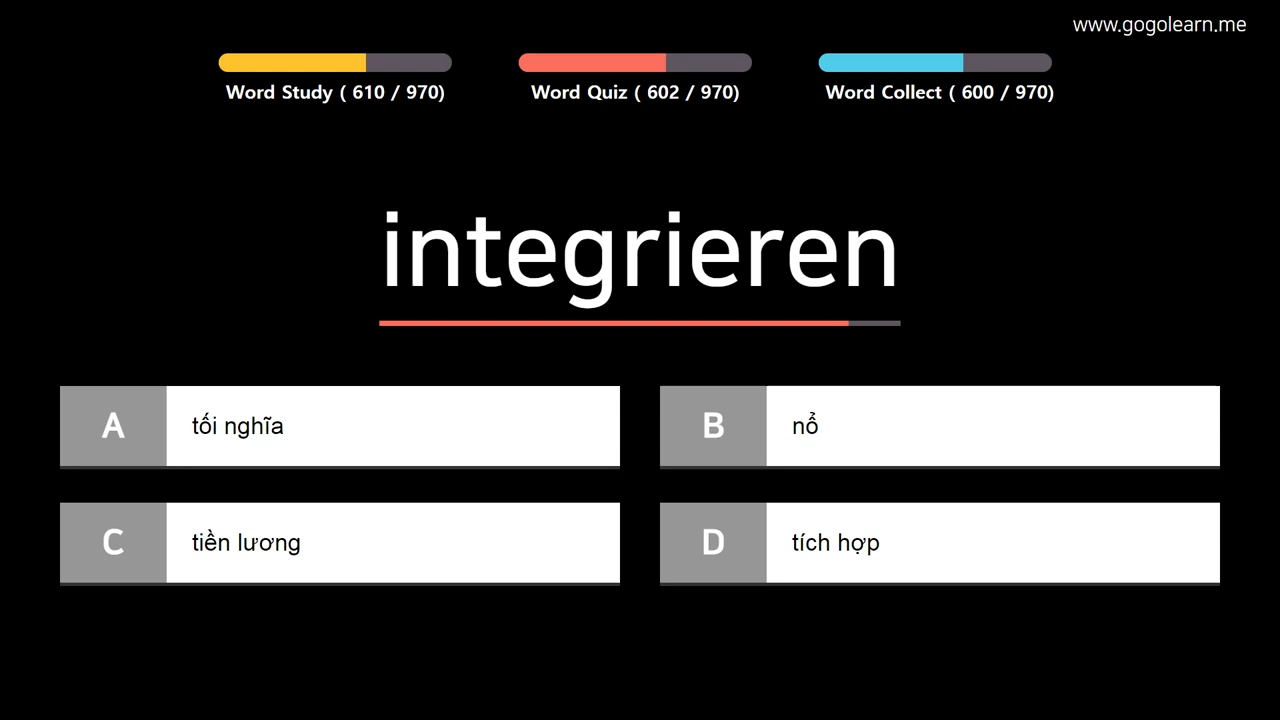 www.gogolearn.me
Word Study ( 610 / 970)
Word Quiz ( 602 / 970)
Word Collect ( 600 / 970)
integrieren
A
tối nghĩa
B
nổ
C
tiền lương
D
tích hợp